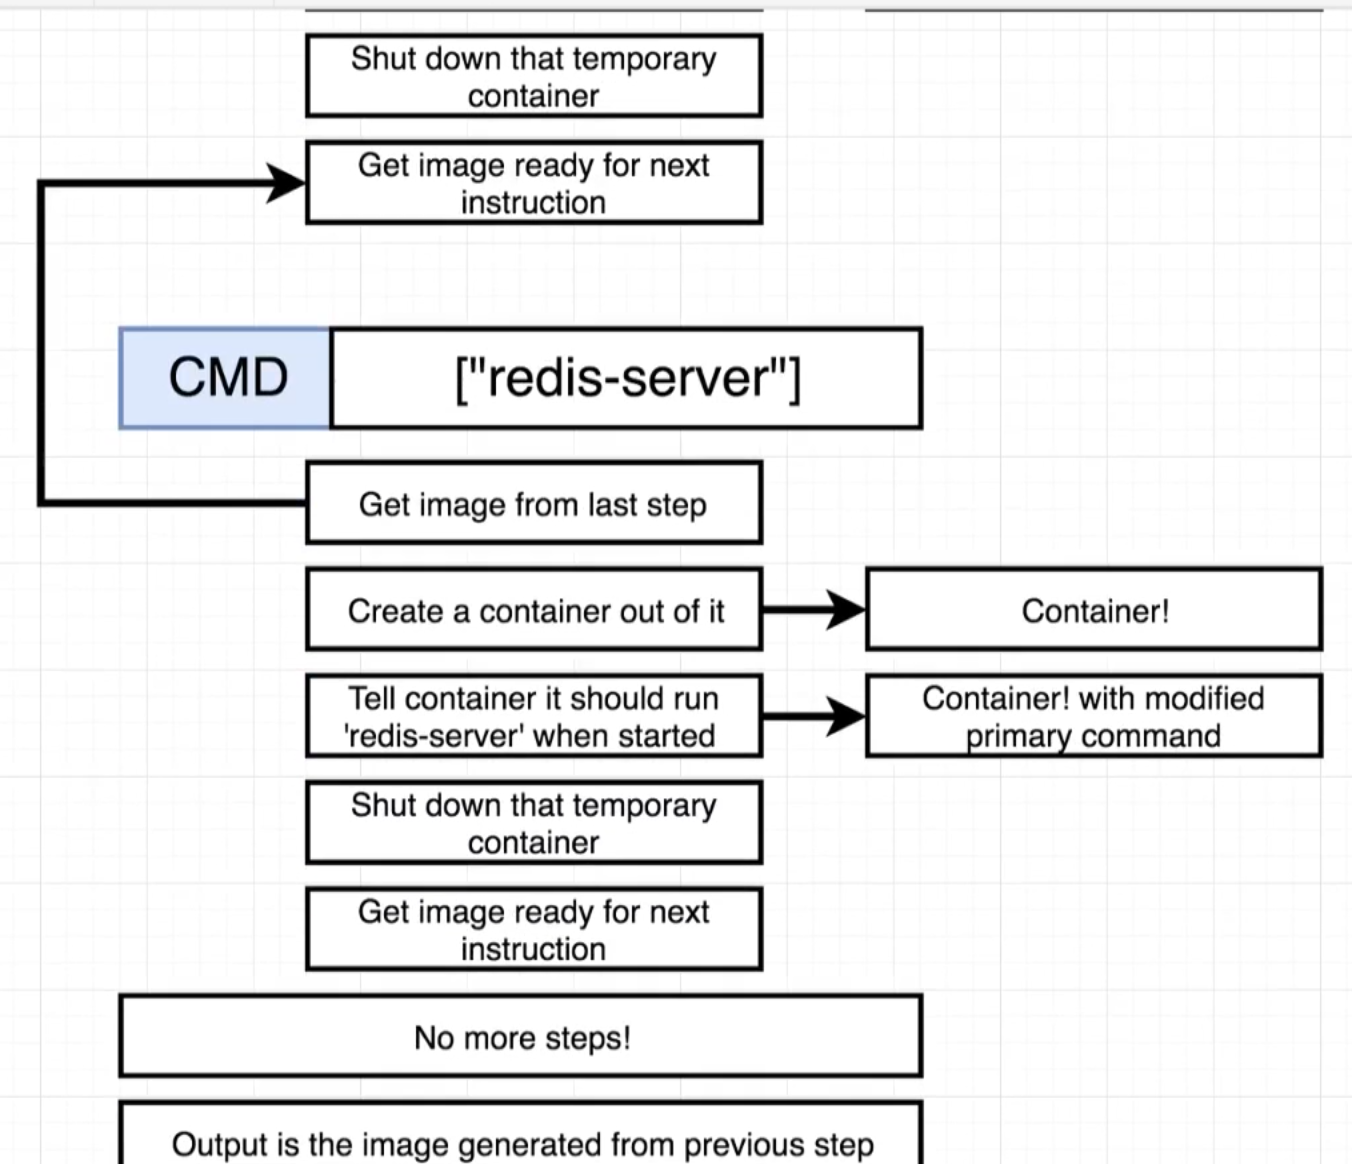 Shut down that temporary
container
Get image ready for next
instruction
CMD
["redis-server"]
Get image from last step
Create a container out of it
Container!
Tell container it should run
'redis-server' when started
Container! with modified
primary command
Shut down that temporary
container
Get image ready for next
instruction
No more steps!
Output is the image generated from previous step